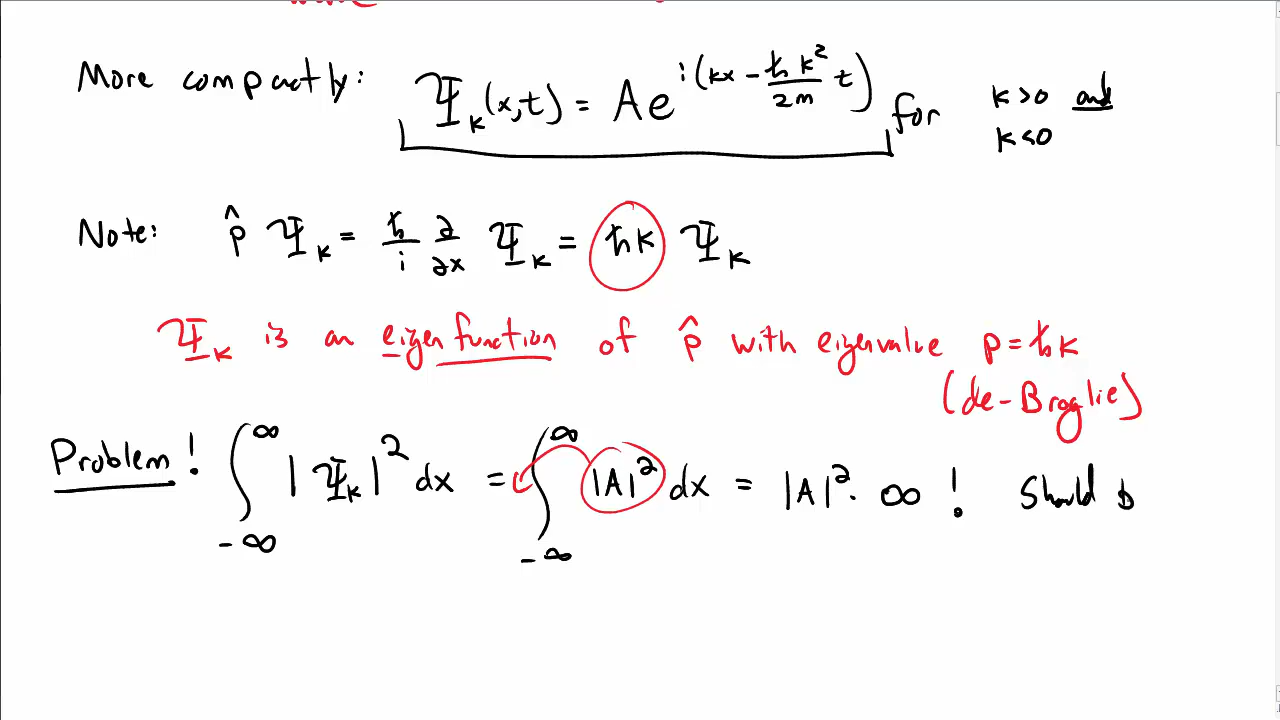 More compactly: Ψ_k(x,t) = Ae^{i(kx - ħk²/2m t)} for k>0 and k<0
Note: p̂ Ψ_k = ħ/i ∂/∂x Ψ_k = ħk Ψ_k
Ψ_k is an eigenfunction of p̂ with eigenvalue p = ħk
(de-Broglie)
Problem! ∫_{-∞}^{∞} |Ψ_k|² dx = ∫_{-∞}^{∞} |A|² dx = |A|² · ∞ ! Should b